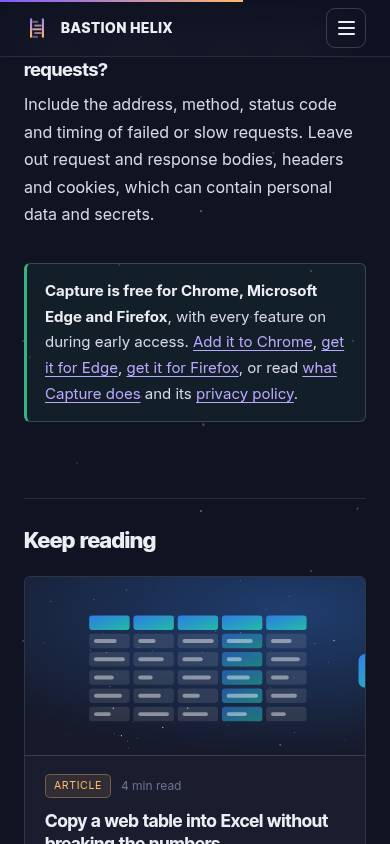 BASTION HELIX
requests?
Include the address, method, status code
and timing of failed or slow requests. Leave
out request and response bodies, headers
and cookies, which can contain personal
data and secrets.
Capture is free for Chrome, Microsoft
Edge and Firefox, with every feature on
during early access. Add it to Chrome, get
it for Edge, get it for Firefox, or read what
Capture does and its privacy policy.
Keep reading
ARTICLE 4 min read
Copy a web table into Excel without
breaking the numbers